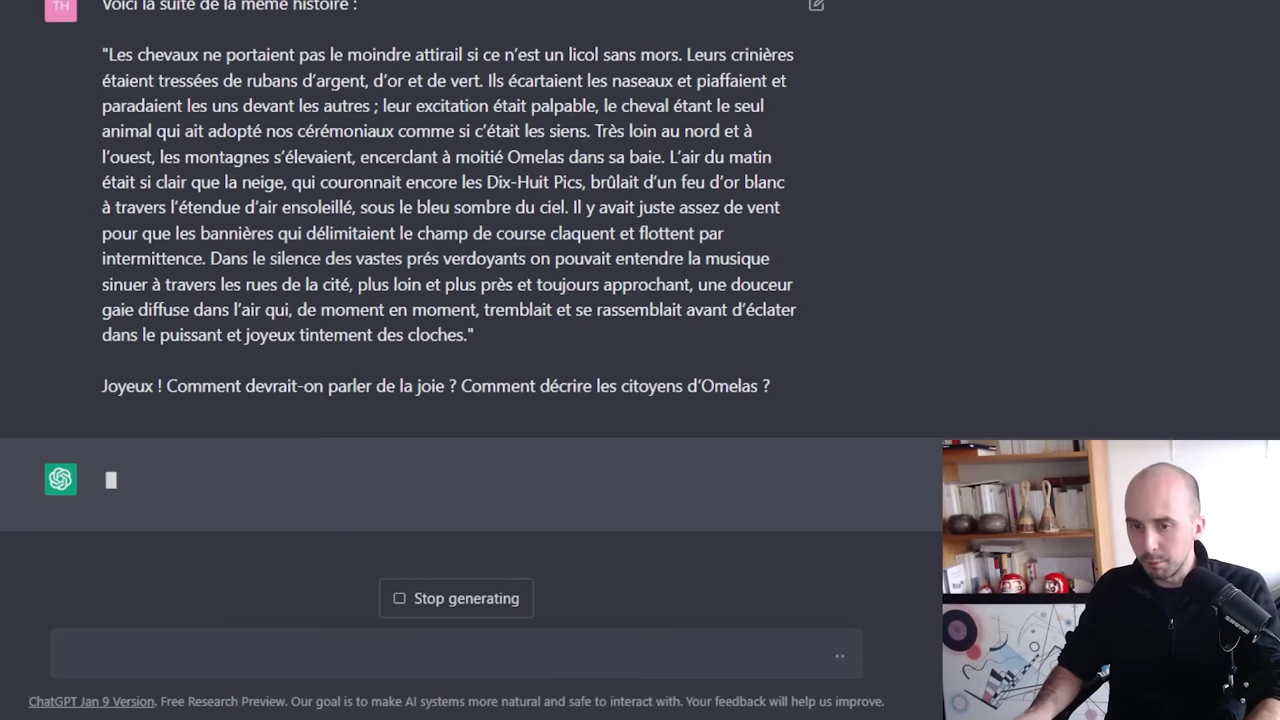 TH
Voici la suite de la même histoire :
"Les chevaux ne portaient pas le moindre attirail si ce n’est un licol sans mors. Leurs crinières
étaient tressées de rubans d’argent, d’or et de vert. Ils écartaient les naseaux et piaffaient et
paradaient les uns devant les autres ; leur excitation était palpable, le cheval étant le seul
animal qui ait adopté nos cérémoniaux comme si c’était les siens. Très loin au nord et à
l’ouest, les montagnes s’élevaient, encerclant à moitié Omelas dans sa baie. L’air du matin
était si clair que la neige, qui couronnait encore les Dix-Huit Pics, brûlait d’un feu d’or blanc
à travers l’étendue d’air ensoleillé, sous le bleu sombre du ciel. Il y avait juste assez de vent
pour que les bannières qui délimitaient le champ de course claquent et flottent par
intermittence. Dans le silence des vastes prés verdoyants on pouvait entendre la musique
sinuer à travers les rues de la cité, plus loin et plus près et toujours approchant, une douceur
gaie diffuse dans l’air qui, de moment en moment, tremblait et se rassemblait avant d’éclater
dans le puissant et joyeux tintement des cloches."
Joyeux ! Comment devrait-on parler de la joie ? Comment décrire les citoyens d’Omelas ?
Stop generating
ChatGPT Jan 9 Version. Free Research Preview. Our goal is to make AI systems more natural and safe to interact with. Your feedback will help us improve.
SHURE